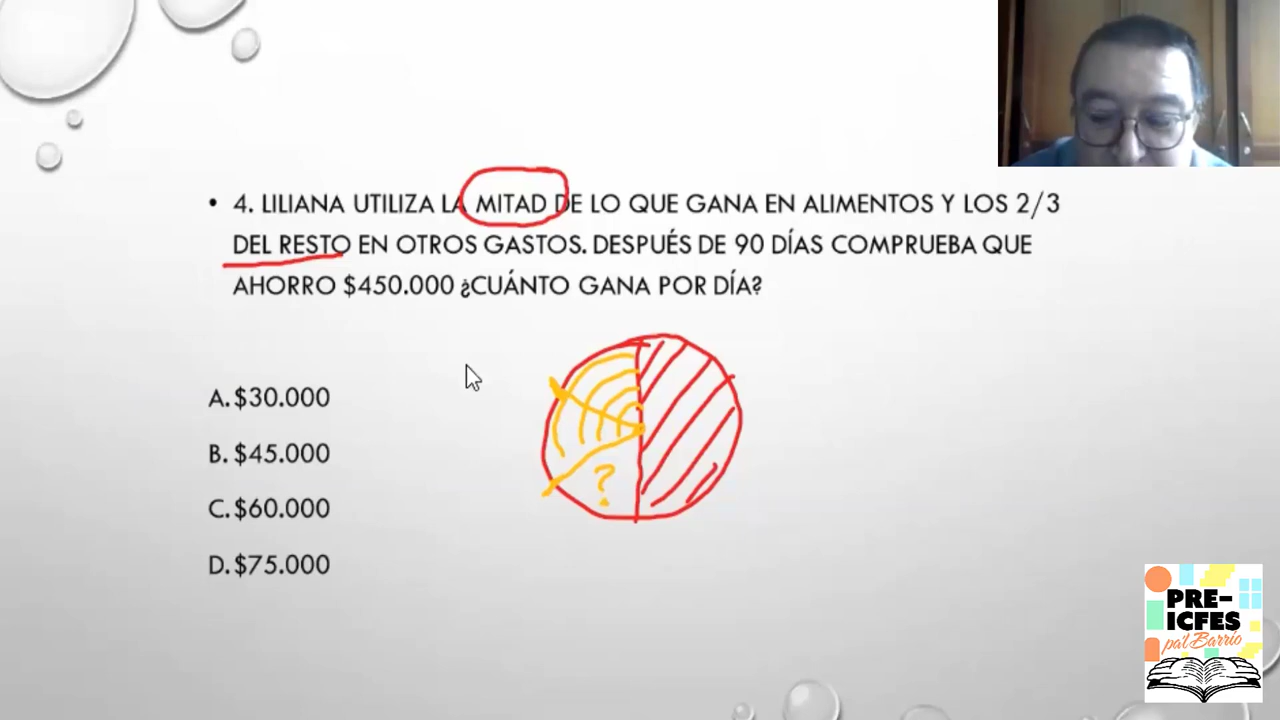 • 4. LILIANA UTILIZA LA MITAD DE LO QUE GANA EN ALIMENTOS Y LOS 2/3
DEL RESTO EN OTROS GASTOS. DESPUÉS DE 90 DÍAS COMPRUEBA QUE
AHORRO $450.000 ¿CUÁNTO GANA POR DÍA?
A. $30.000
B. $45.000
C. $60.000
D. $75.000
?
PRE-
ICFES
pa'l Barrio